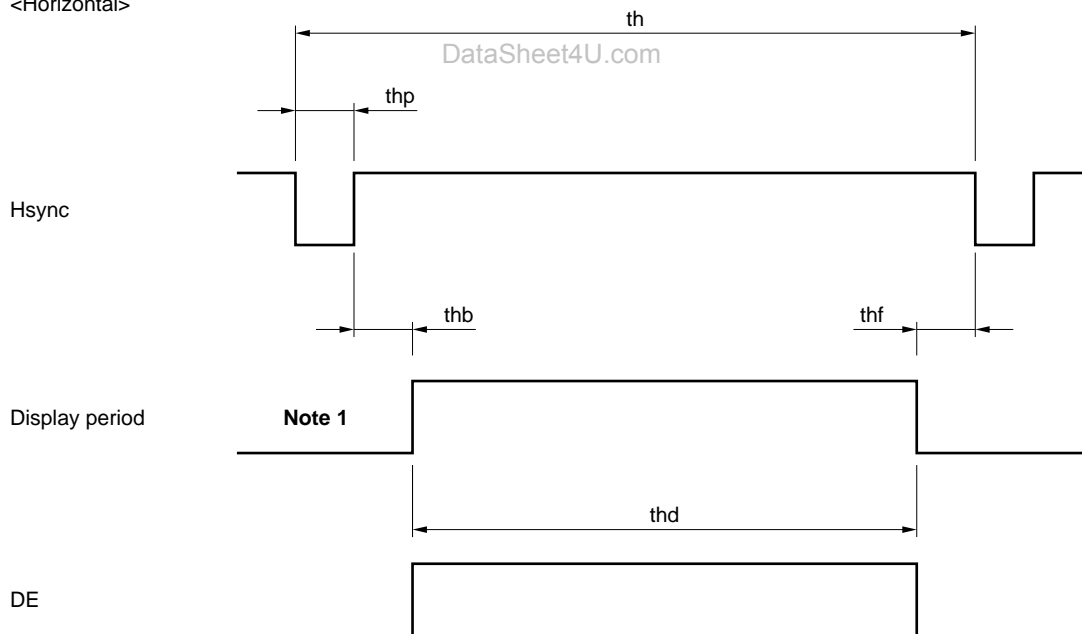 <Horizontal>
th
DataSheet4U.com
thp
Hsync
thb
thf
Display period
Note 1
thd
DE